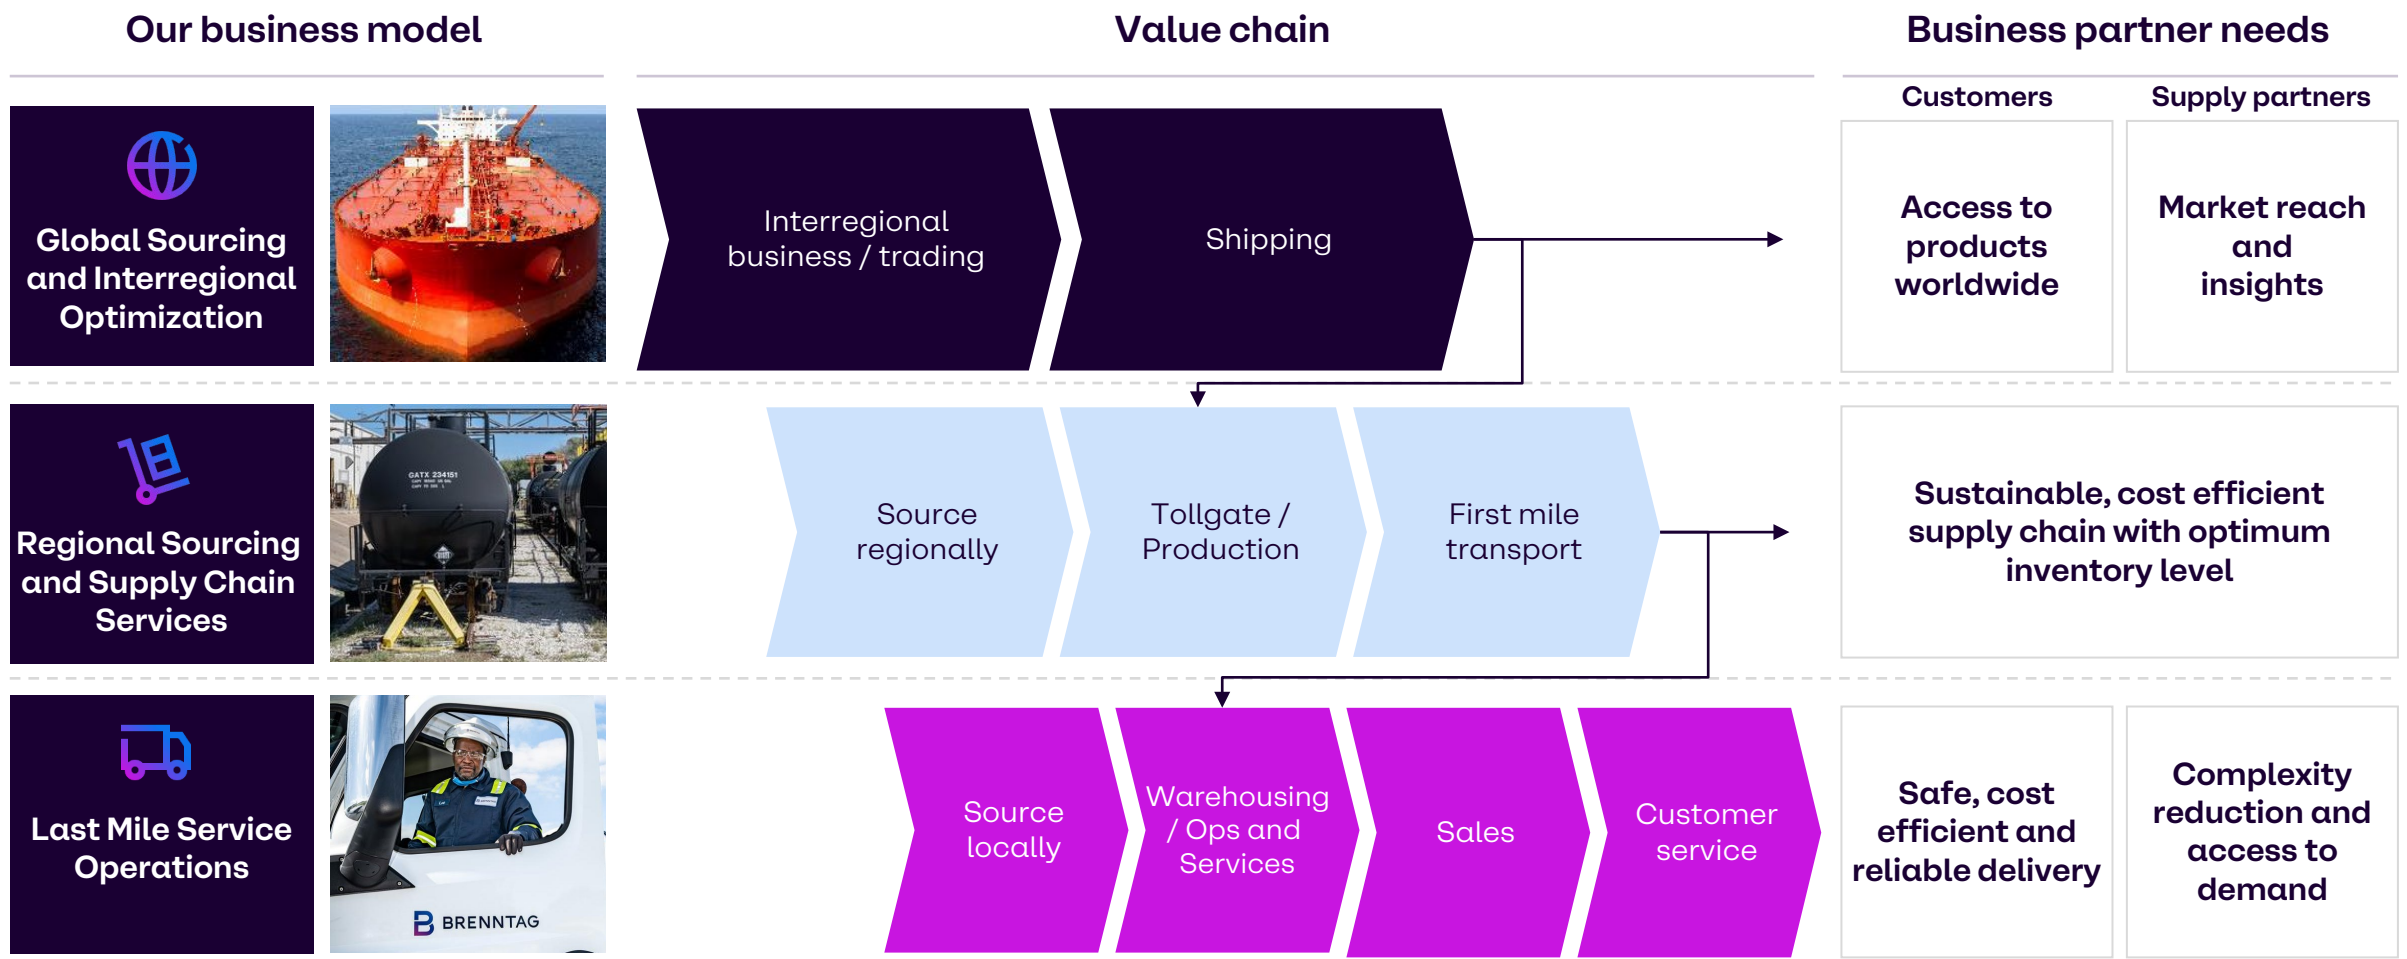 Our business model
Value chain
Business partner needs
Customers
Supply partners
Global Sourcing
and Interregional
Optimization
Interregional
business / trading
Shipping
Access to
products
worldwide
Market reach
and
insights
Regional Sourcing
and Supply Chain
Services
GATX 234151
Source
regionally
Tollgate /
Production
First mile
transport
Sustainable, cost efficient
supply chain with optimum
inventory level
Last Mile Service
Operations
BRENNTAG
Source
locally
Warehousing
/ Ops and
Services
Sales
Customer
service
Safe, cost
efficient and
reliable delivery
Complexity
reduction and
access to
demand